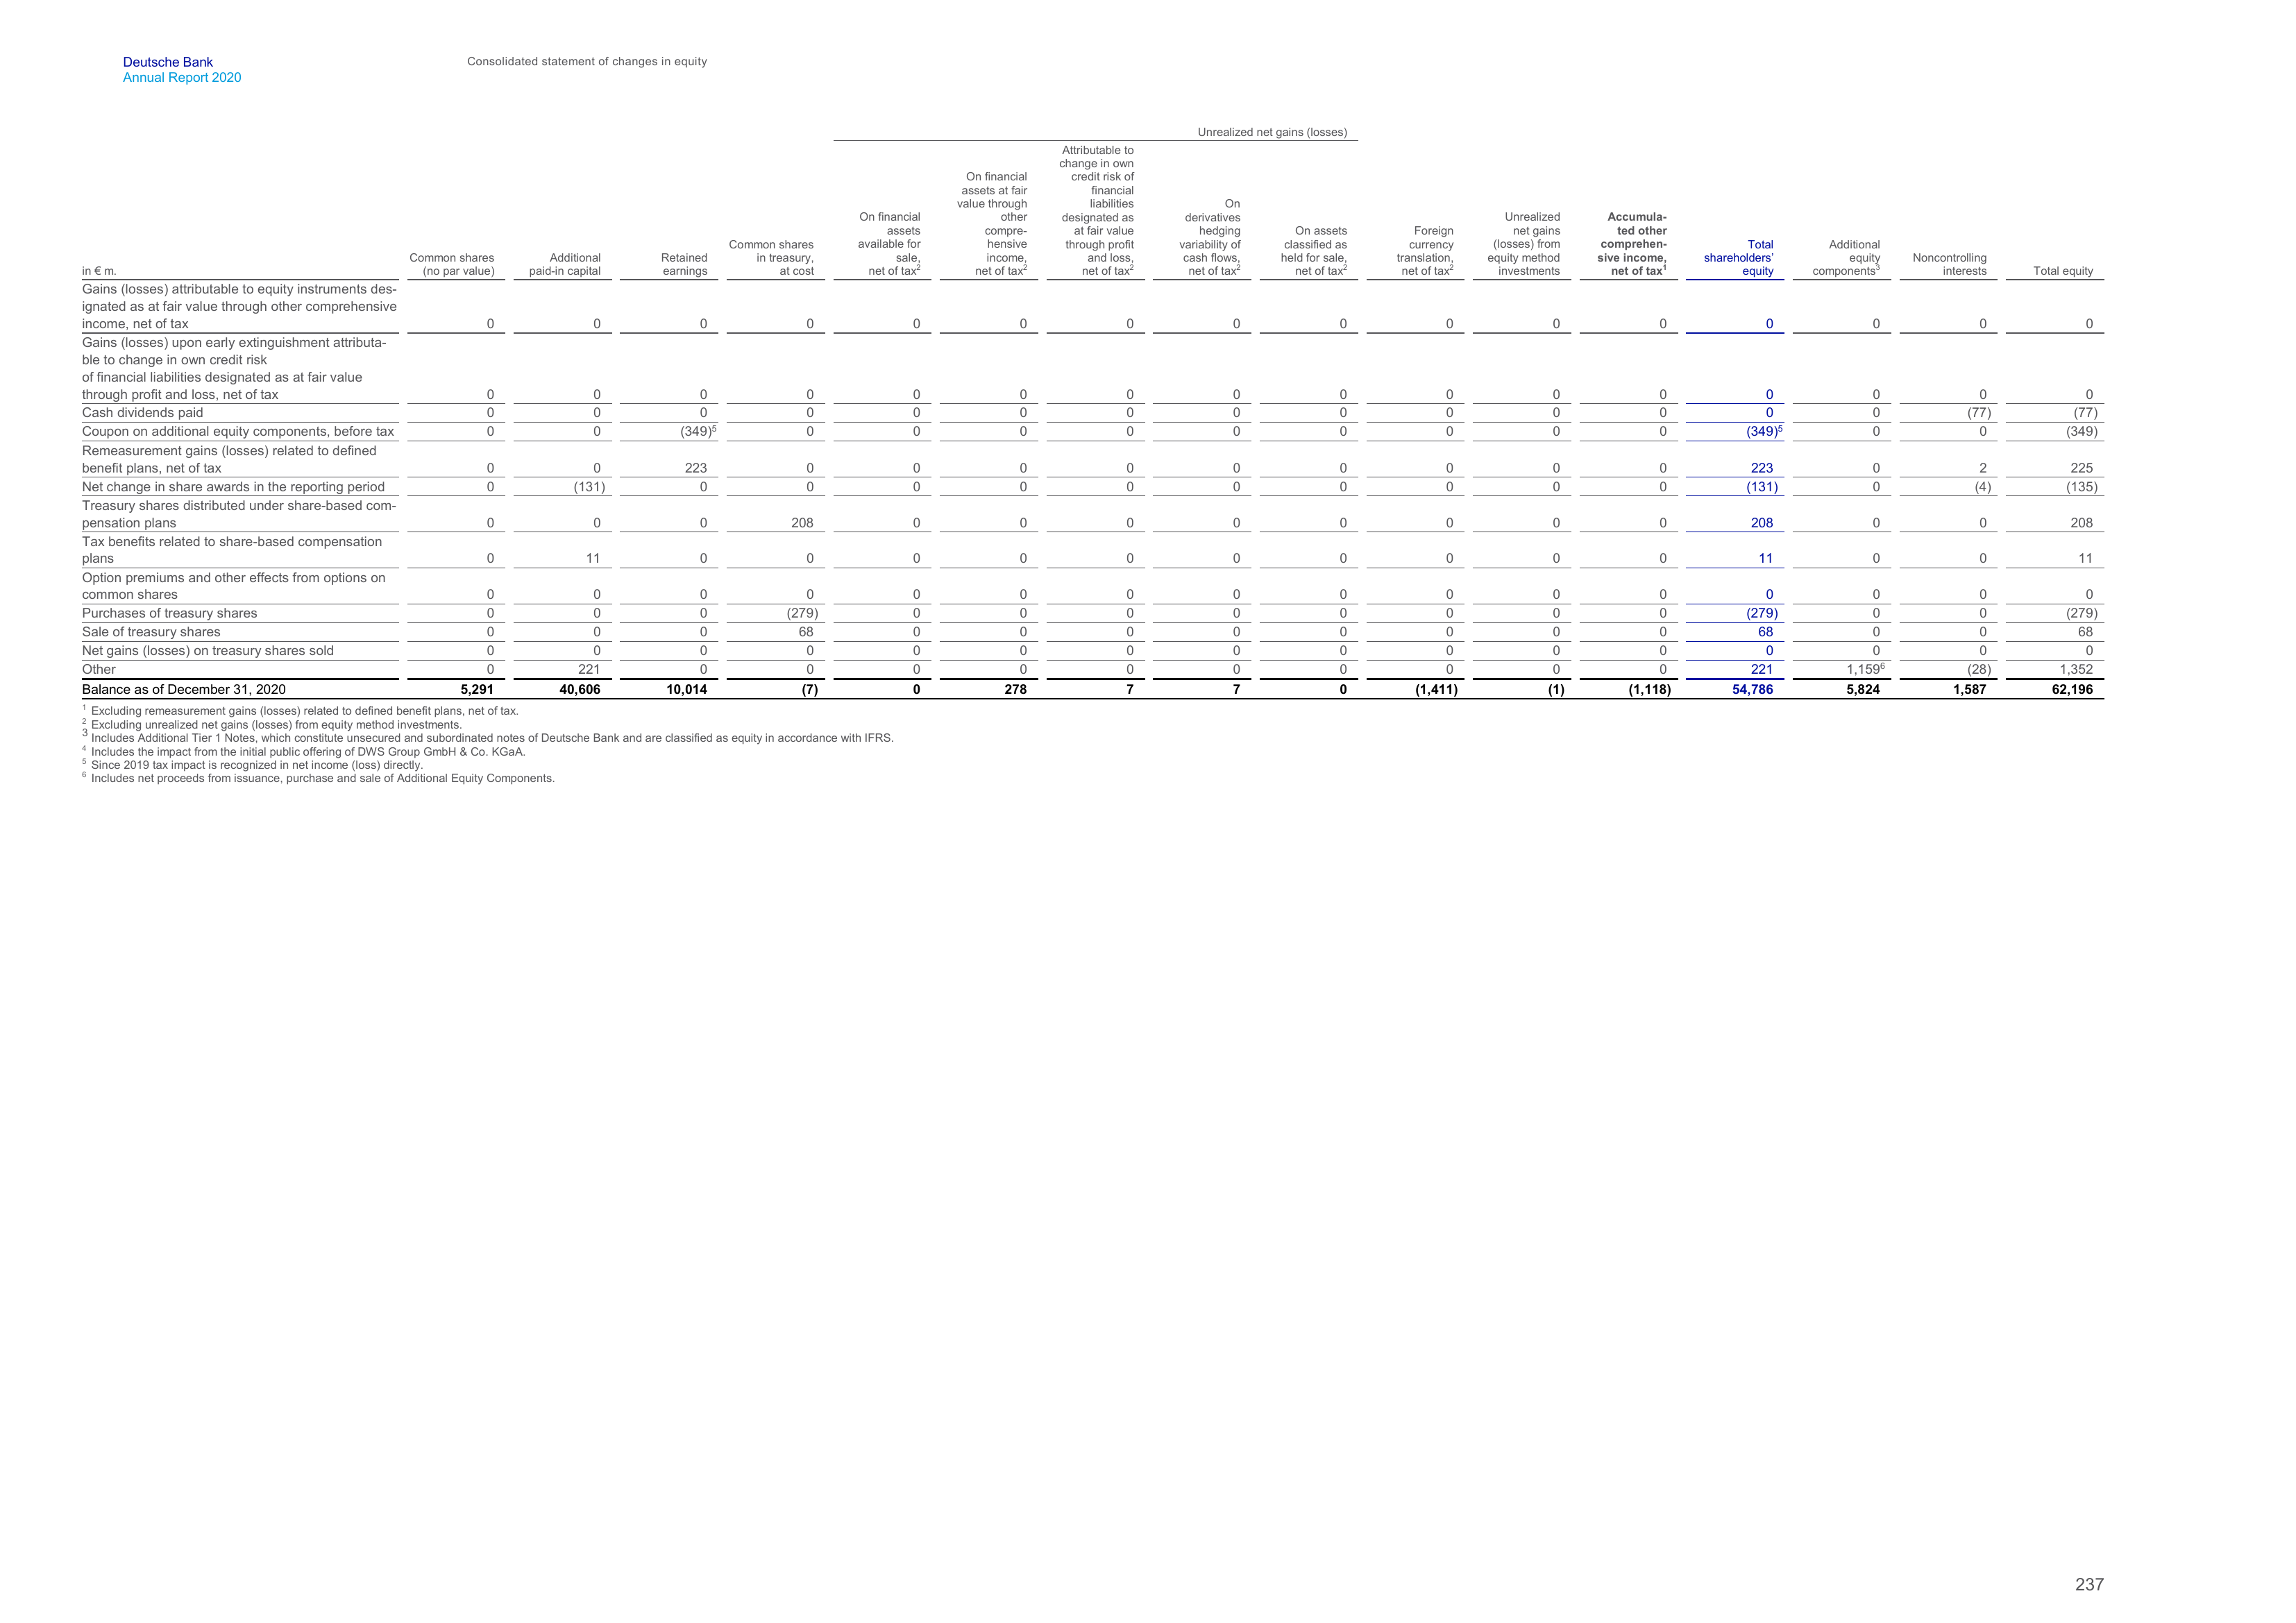 Deutsche Bank
Annual Report 2020
Consolidated statement of changes in equity
Unrealized net gains (losses)
in € m.
Common shares
(no par value)
Additional
paid-in capital
Retained
earnings
Common shares
in treasury,
at cost
On financial
assets
available for
sale,
net of tax2
On financial
assets at fair
value through
other
compre-
hensive
income,
net of tax2
Attributable to
change in own
credit risk of
financial
liabilities
designated as
at fair value
through profit
and loss,
net of tax2
On
derivatives
hedging
variability of
cash flows,
net of tax2
On assets
classified as
held for sale,
net of tax2
Foreign
currency
translation,
net of tax2
Unrealized
net gains
(losses) from
equity method
investments
Accumula-
ted other
comprehen-
sive income,
net of tax1
Total
shareholders’
equity
Additional
equity
components3
Noncontrolling
interests
Total equity
Gains (losses) attributable to equity instruments des-
ignated as at fair value through other comprehensive
income, net of tax 0 0 0 0 0 0 0 0 0 0 0 0 0 0 0 0
Gains (losses) upon early extinguishment attributa-
ble to change in own credit risk
of financial liabilities designated as at fair value
through profit and loss, net of tax 0 0 0 0 0 0 0 0 0 0 0 0 0 0 0 0
Cash dividends paid 0 0 0 0 0 0 0 0 0 0 0 0 0 0 (77) (77)
Coupon on additional equity components, before tax 0 0 (349)5 0 0 0 0 0 0 0 0 0 (349)5 0 0 (349)
Remeasurement gains (losses) related to defined
benefit plans, net of tax 0 0 223 0 0 0 0 0 0 0 0 0 223 0 2 225
Net change in share awards in the reporting period 0 (131) 0 0 0 0 0 0 0 0 0 0 (131) 0 (4) (135)
Treasury shares distributed under share-based com-
pensation plans 0 0 0 208 0 0 0 0 0 0 0 0 208 0 0 208
Tax benefits related to share-based compensation
plans 0 11 0 0 0 0 0 0 0 0 0 0 11 0 0 11
Option premiums and other effects from options on
common shares 0 0 0 0 0 0 0 0 0 0 0 0 0 0 0 0
Purchases of treasury shares 0 0 0 (279) 0 0 0 0 0 0 0 0 (279) 0 0 (279)
Sale of treasury shares 0 0 0 68 0 0 0 0 0 0 0 0 68 0 0 68
Net gains (losses) on treasury shares sold 0 0 0 0 0 0 0 0 0 0 0 0 0 0 0 0
Other 0 221 0 0 0 0 0 0 0 0 0 0 221 1,1596 (28) 1,352
Balance as of December 31, 2020 5,291 40,606 10,014 (7) 0 278 7 7 0 (1,411) (1) (1,118) 54,786 5,824 1,587 62,196
1 Excluding remeasurement gains (losses) related to defined benefit plans, net of tax.
2 Excluding unrealized net gains (losses) from equity method investments.
3 Includes Additional Tier 1 Notes, which constitute unsecured and subordinated notes of Deutsche Bank and are classified as equity in accordance with IFRS.
4 Includes the impact from the initial public offering of DWS Group GmbH & Co. KGaA.
5 Since 2019 tax impact is recognized in net income (loss) directly.
6 Includes net proceeds from issuance, purchase and sale of Additional Equity Components.
237